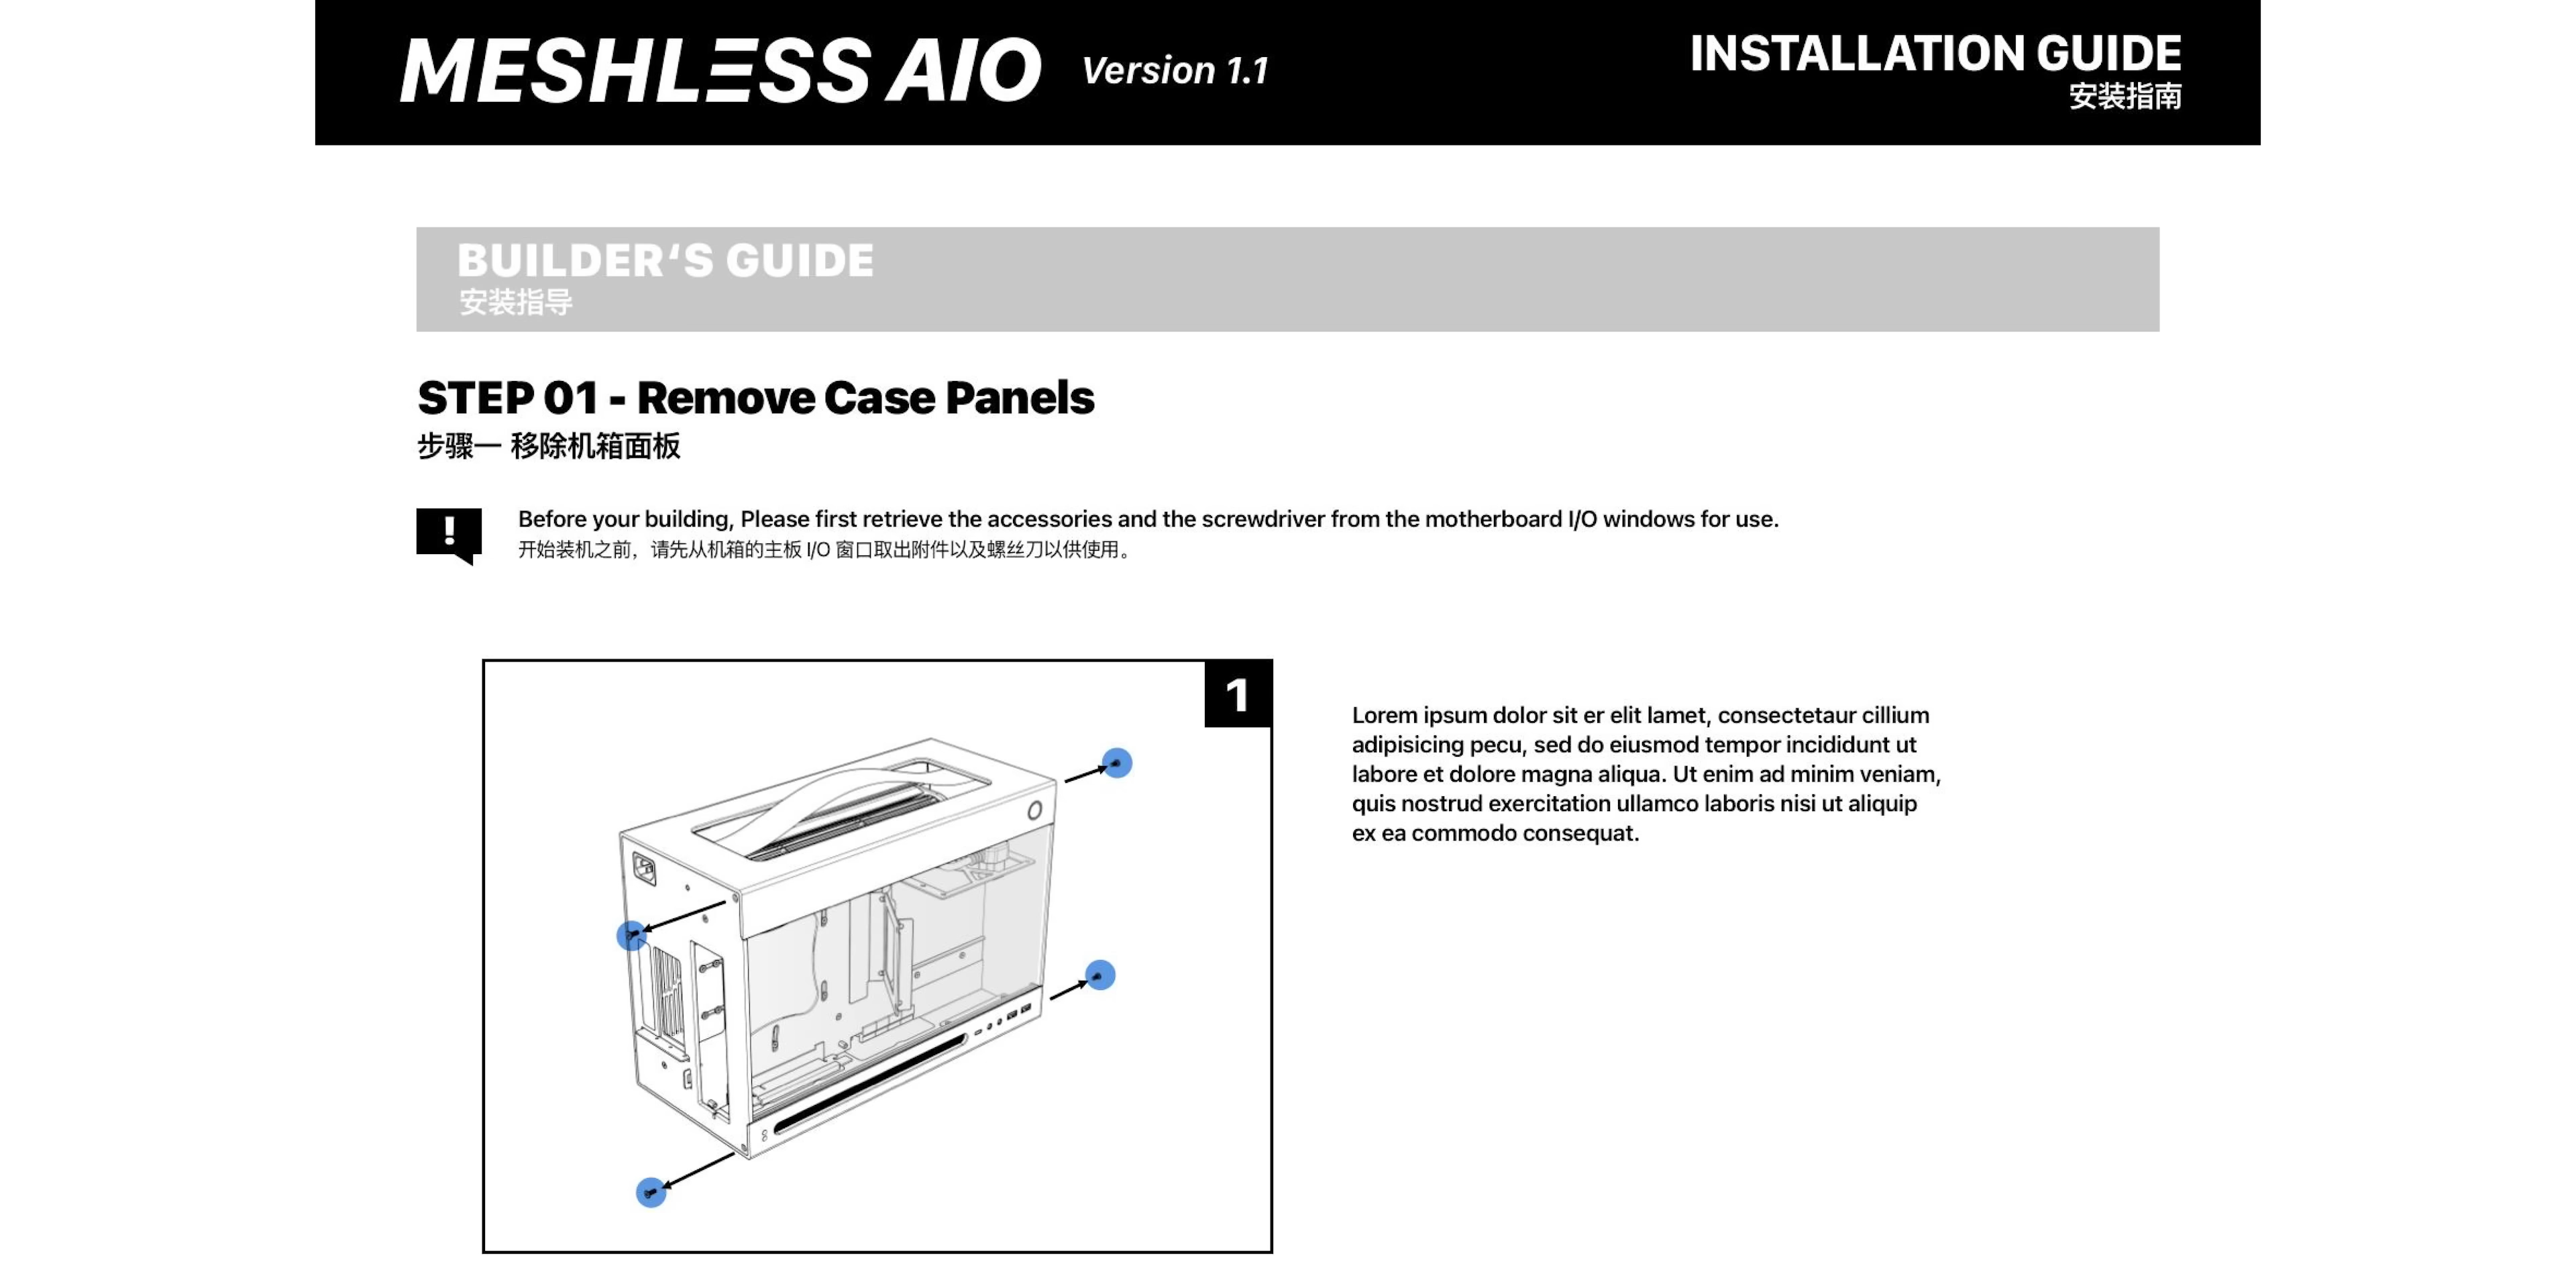 MESHLESS AIO Version 1.1
INSTALLATION GUIDE
安装指南
BUILDER‘S GUIDE
安装指导
STEP 01 - Remove Case Panels
步骤一 移除机箱面板
!
Before your building, Please first retrieve the accessories and the screwdriver from the motherboard I/O windows for use.
开始装机之前，请先从机箱的主板 I/O 窗口取出附件以及螺丝刀以供使用。
1
Lorem ipsum dolor sit er elit lamet, consectetaur cillium
adipisicing pecu, sed do eiusmod tempor incididunt ut
labore et dolore magna aliqua. Ut enim ad minim veniam,
quis nostrud exercitation ullamco laboris nisi ut aliquip
ex ea commodo consequat.